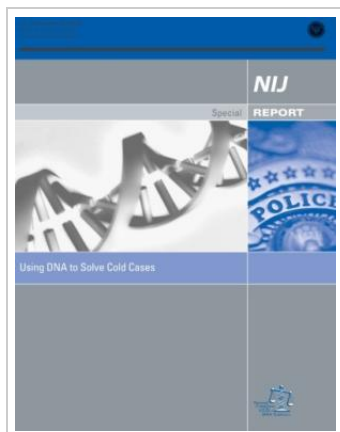 NIJ
Special REPORT
POLICE
Using DNA to Solve Cold Cases